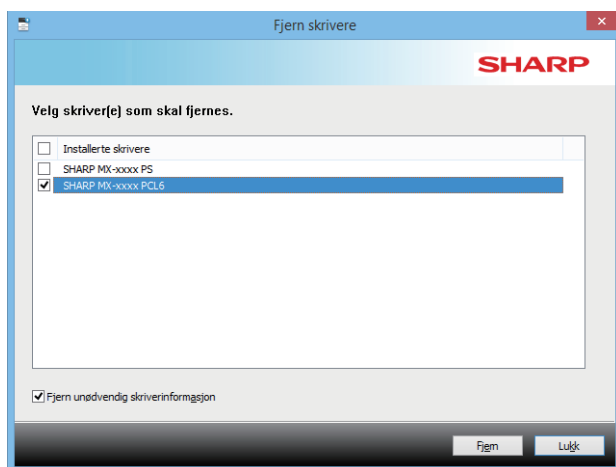 Fjern skrivere
SHARP
Velg skriver(e) som skal fjernes.
Installerte skrivere
SHARP MX-xxxx PS
SHARP MX-xxxx PCL6
Fjern unødvendig skriverinformasjon
Fjern Lukk